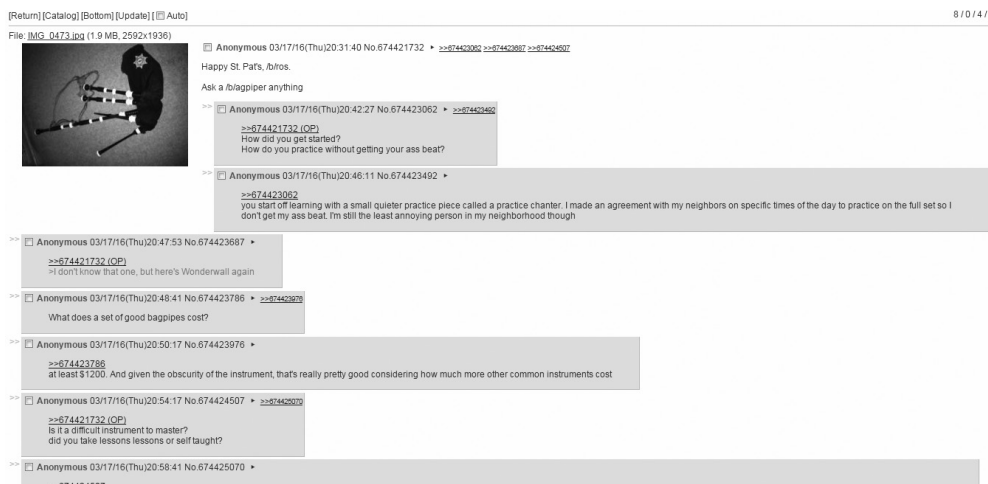 [Return] [Catalog] [Bottom] [Update] [ Auto]
8 / 0 / 4 /
File: IMG_0473.jpg (1.9 MB, 2592x1936)
Anonymous 03/17/16(Thu)20:31:40 No.674421732 ▸ >>674423062 >>674423687 >>674424507
Happy St. Pat's, /b/ros.
Ask a /b/agpiper anything
>> Anonymous 03/17/16(Thu)20:42:27 No.674423062 ▸ >>674423492
>>674421732 (OP)
How did you get started?
How do you practice without getting your ass beat?
>> Anonymous 03/17/16(Thu)20:46:11 No.674423492 ▸
>>674423062
you start off learning with a small quieter practice piece called a practice chanter. I made an agreement with my neighbors on specific times of the day to practice on the full set so I
don't get my ass beat. I'm still the least annoying person in my neighborhood though
>> Anonymous 03/17/16(Thu)20:47:53 No.674423687 ▸
>>674421732 (OP)
>I don't know that one, but here's Wonderwall again
>> Anonymous 03/17/16(Thu)20:48:41 No.674423786 ▸ >>674423976
What does a set of good bagpipes cost?
>> Anonymous 03/17/16(Thu)20:50:17 No.674423976 ▸
>>674423786
at least $1200. And given the obscurity of the instrument, that's really pretty good considering how much more other common instruments cost
>> Anonymous 03/17/16(Thu)20:54:17 No.674424507 ▸ >>674425070
>>674421732 (OP)
Is it a difficult instrument to master?
did you take lessons lessons or self taught?
>> Anonymous 03/17/16(Thu)20:58:41 No.674425070 ▸